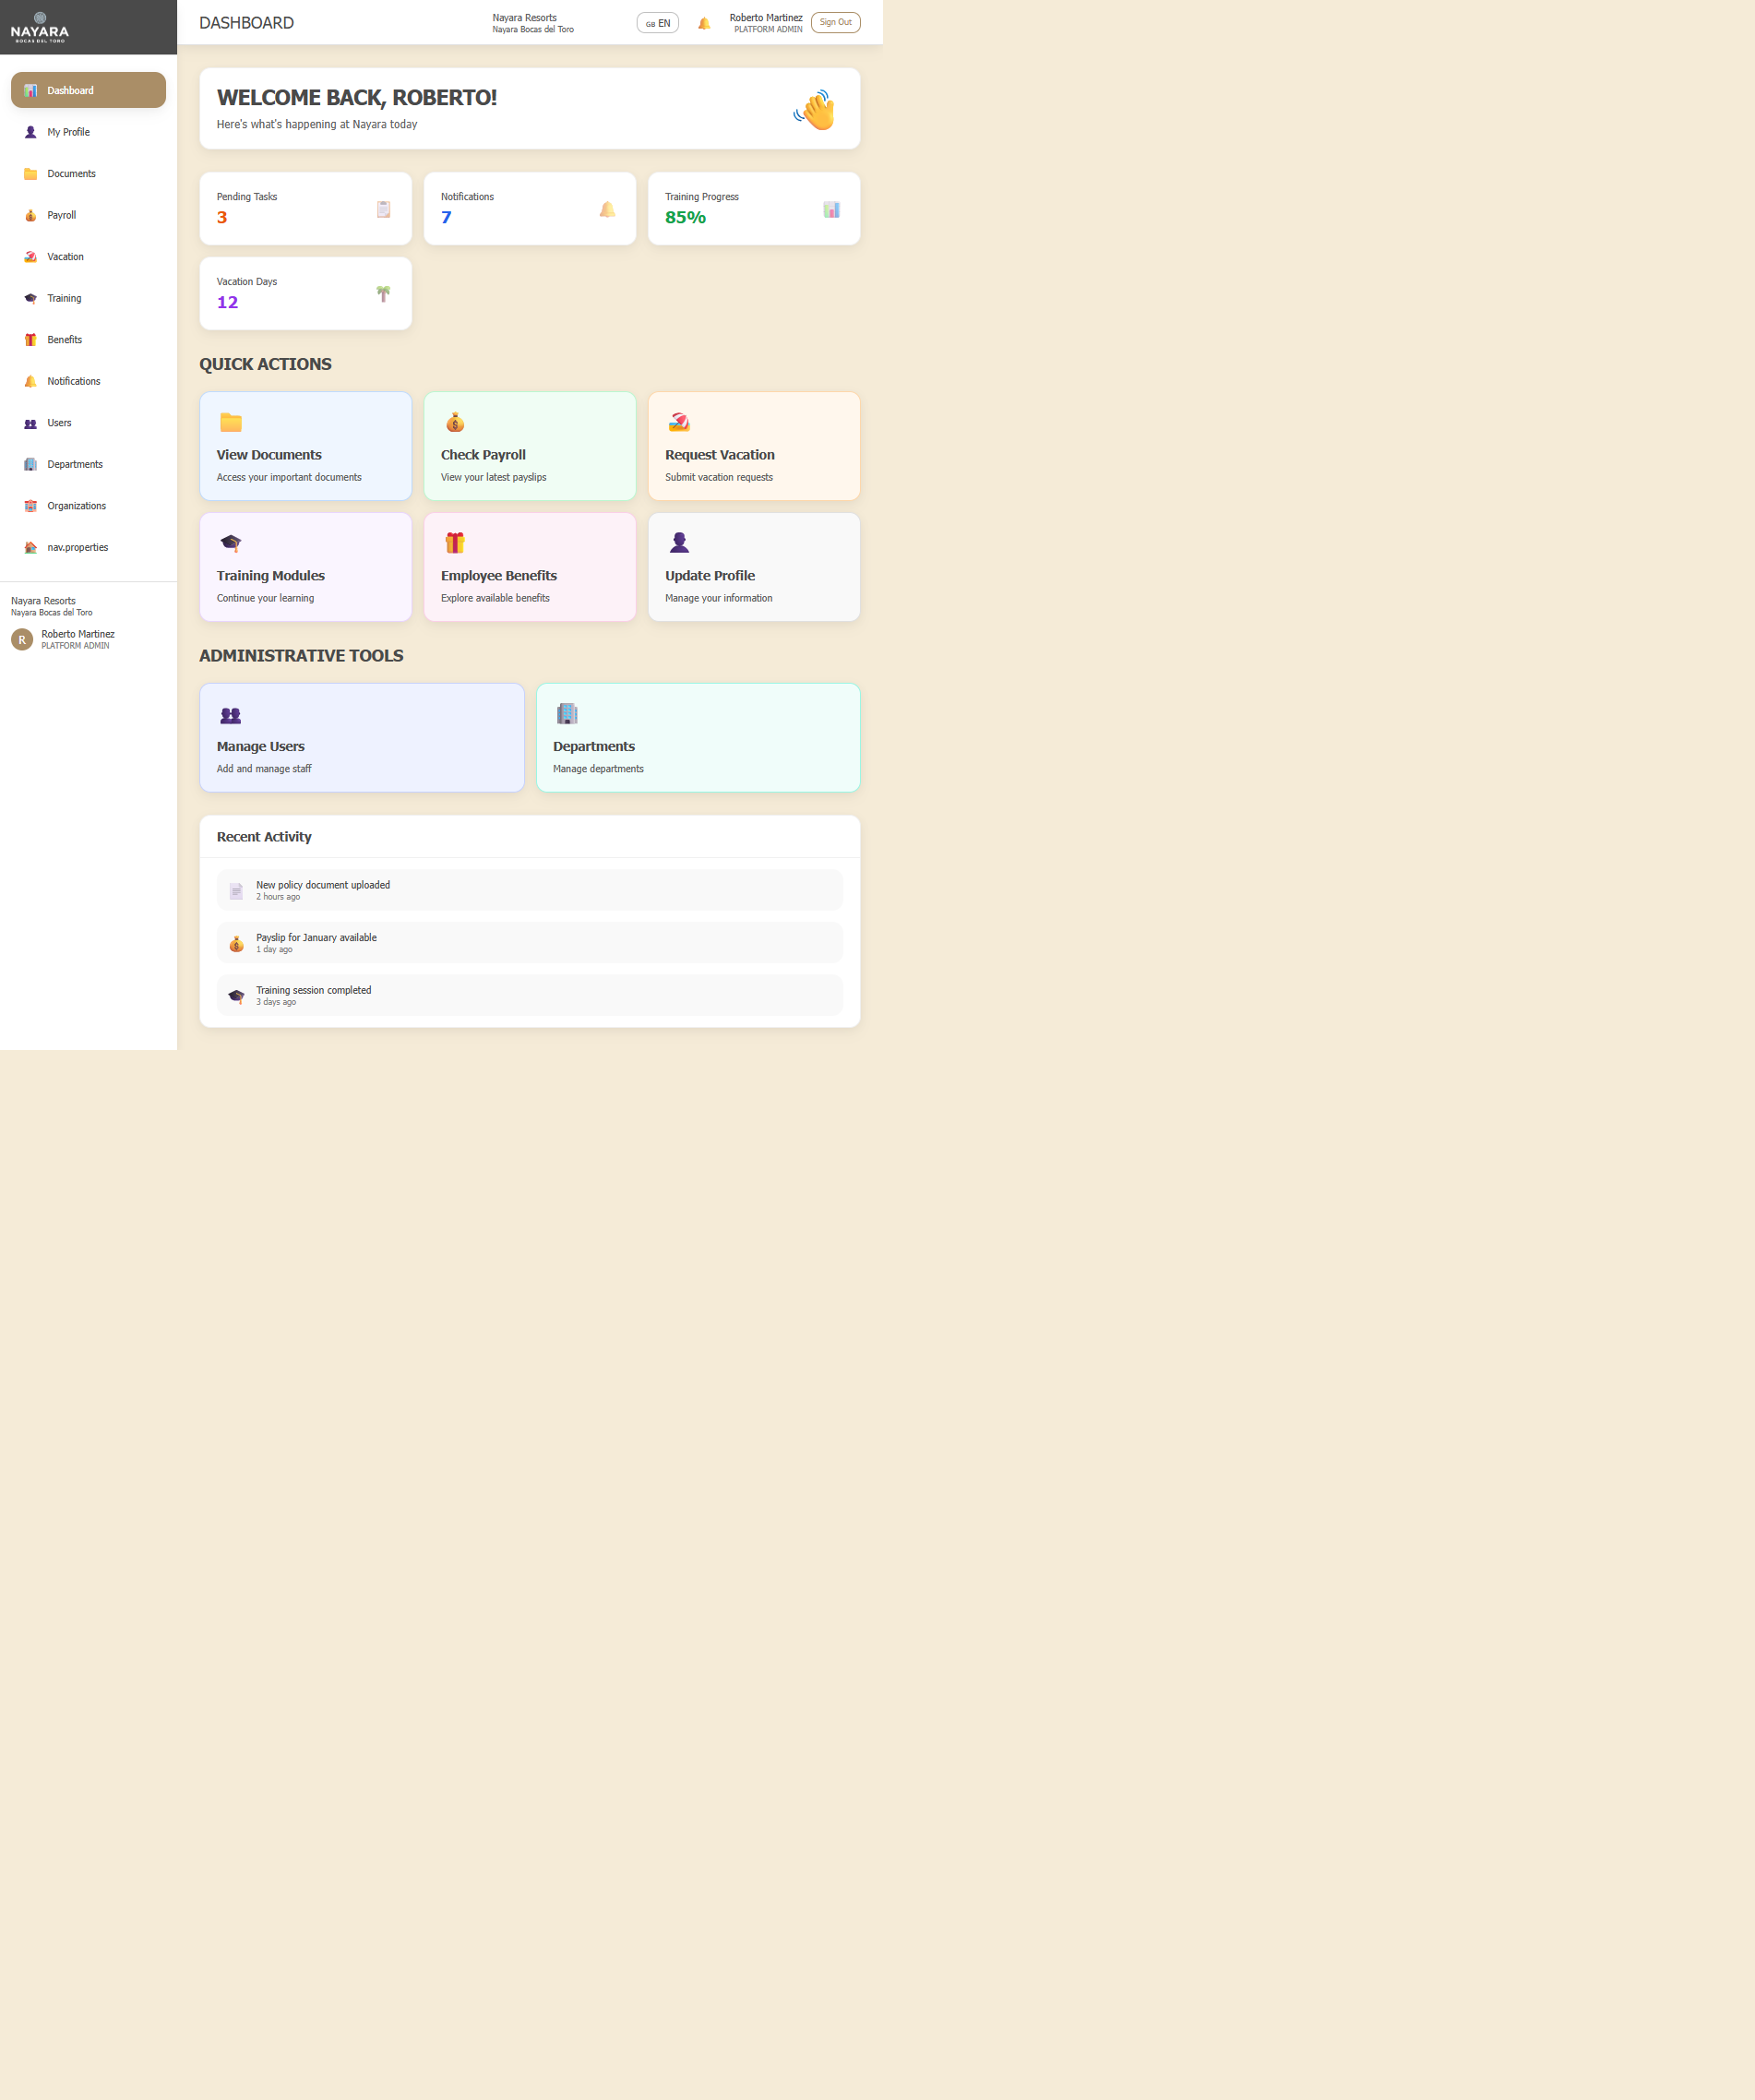 NAYARA
BOCAS DEL TORO
Dashboard
My Profile
Documents
Payroll
Vacation
Training
Benefits
Notifications
Users
Departments
Organizations
nav.properties
Nayara Resorts
Nayara Bocas del Toro
R
Roberto Martinez
PLATFORM ADMIN
DASHBOARD
Nayara Resorts
Nayara Bocas del Toro
GB EN
Roberto Martinez
PLATFORM ADMIN
Sign Out
WELCOME BACK, ROBERTO!
Here's what's happening at Nayara today
Pending Tasks
3
Notifications
7
Training Progress
85%
Vacation Days
12
QUICK ACTIONS
View Documents
Access your important documents
Check Payroll
View your latest payslips
Request Vacation
Submit vacation requests
Training Modules
Continue your learning
Employee Benefits
Explore available benefits
Update Profile
Manage your information
ADMINISTRATIVE TOOLS
Manage Users
Add and manage staff
Departments
Manage departments
Recent Activity
New policy document uploaded
2 hours ago
Payslip for January available
1 day ago
Training session completed
3 days ago